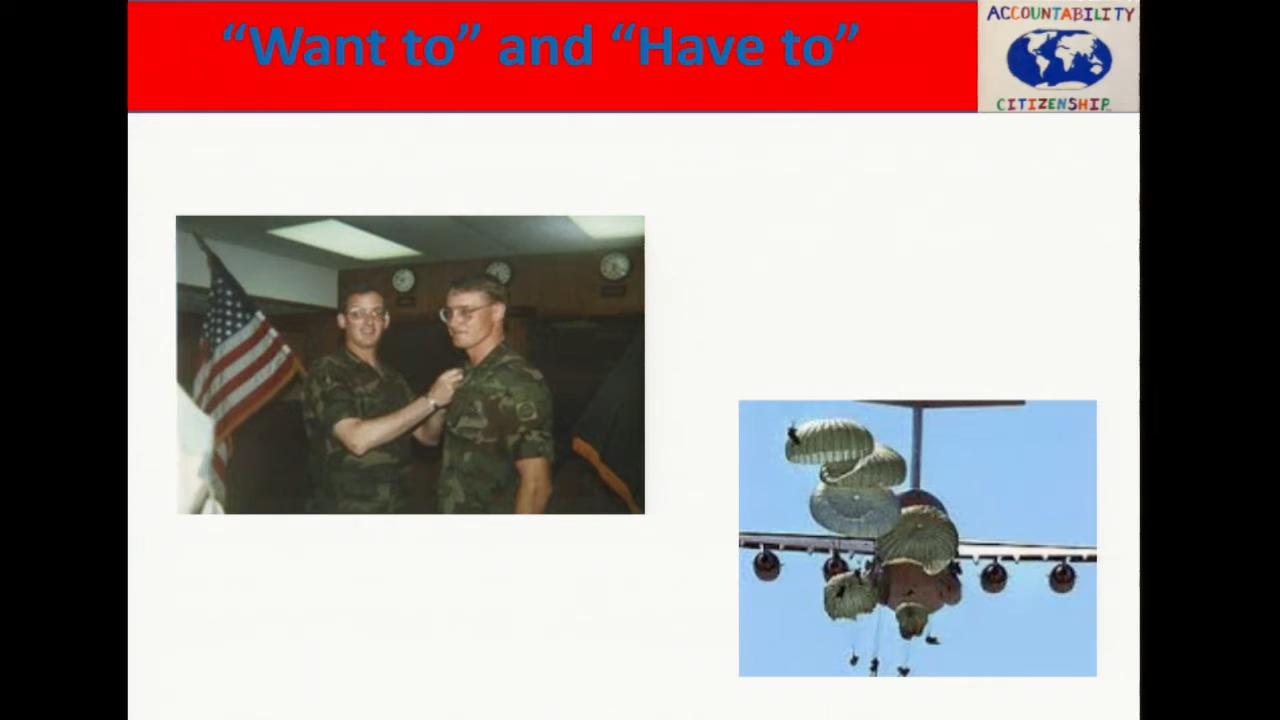 “Want to” and “Have to”
ACCOUNTABILITY
CITIZENSHIP